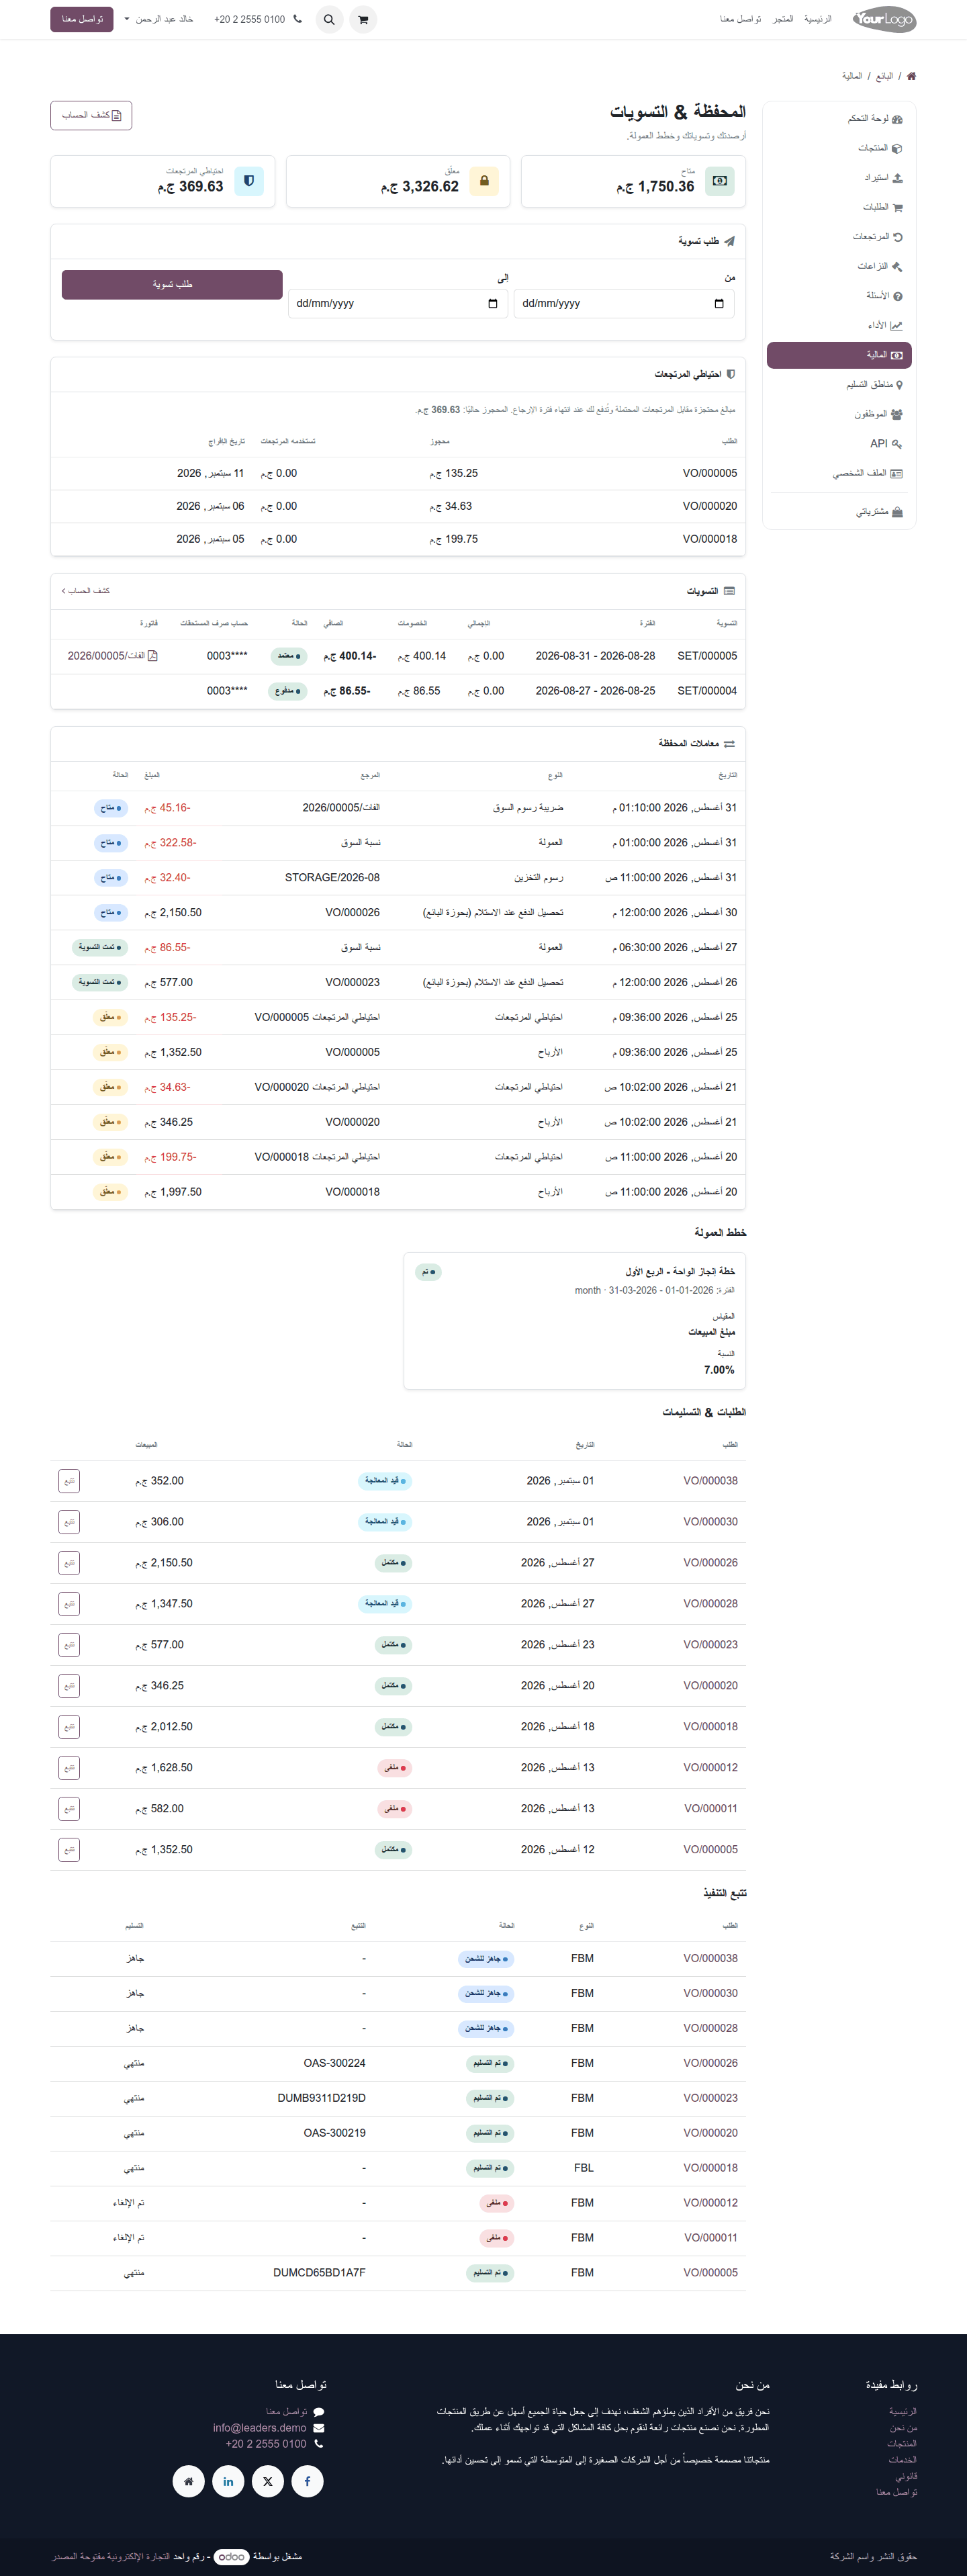 YourLogo
الرئيسية
المتجر
تواصل معنا
+20 2 2555 0100
خالد عبد الرحمن
تواصل معنا
البائع / المالية
لوحة التحكم
المنتجات
استيراد
الطلبات
المرتجعات
النزاعات
الأسئلة
الأداء
المالية
مناطق التسليم
الموظفون
API
الملف الشخصي
مشترياتي
المحفظة & التسويات
أرصدتك وتسوياتك وخطط العمولة.
كشف الحساب
متاح
1,750.36 ج.م
معلّق
3,326.62 ج.م
احتياطي المرتجعات
369.63 ج.م
طلب تسوية
من
dd/mm/yyyy
إلى
dd/mm/yyyy
طلب تسوية
احتياطي المرتجعات
مبالغ محتجزة مقابل المرتجعات المحتملة وتُدفع لك عند انتهاء فترة الإرجاع. المحجوز حاليًا: 369.63 ج.م.
الطلب محجوز تستخدمه المرتجعات تاريخ الإفراج
VO/000005 135.25 ج.م 0.00 ج.م 11 سبتمبر, 2026
VO/000020 34.63 ج.م 0.00 ج.م 06 سبتمبر, 2026
VO/000018 199.75 ج.م 0.00 ج.م 05 سبتمبر, 2026
التسويات
كشف الحساب
التسوية الفترة الإجمالي الخصومات الصافي الحالة حساب صرف المستحقات فاتورة
SET/000005 2026-08-31 - 2026-08-28 0.00 ج.م 400.14 ج.م -400.14 ج.م معتمد ****0003 الفات/2026/00005
SET/000004 2026-08-27 - 2026-08-25 0.00 ج.م 86.55 ج.م -86.55 ج.م مدفوع ****0003
معاملات المحفظة
التاريخ النوع المرجع المبلغ الحالة
31 أغسطس, 2026 01:10:00 م ضريبة رسوم السوق الفات/2026/00005 -45.16 ج.م متاح
31 أغسطس, 2026 01:00:00 م العمولة نسبة السوق -322.58 ج.م متاح
31 أغسطس, 2026 11:00:00 ص رسوم التخزين STORAGE/2026-08 -32.40 ج.م متاح
30 أغسطس, 2026 12:00:00 م تحصيل الدفع عند الاستلام (بحوزة البائع) VO/000026 2,150.50 ج.م متاح
27 أغسطس, 2026 06:30:00 م العمولة نسبة السوق -86.55 ج.م تمت التسوية
26 أغسطس, 2026 12:00:00 م تحصيل الدفع عند الاستلام (بحوزة البائع) VO/000023 577.00 ج.م تمت التسوية
25 أغسطس, 2026 09:36:00 م احتياطي المرتجعات احتياطي المرتجعات VO/000005 -135.25 ج.م معلّق
25 أغسطس, 2026 09:36:00 م الأرباح VO/000005 1,352.50 ج.م معلّق
21 أغسطس, 2026 10:02:00 ص احتياطي المرتجعات احتياطي المرتجعات VO/000020 -34.63 ج.م معلّق
21 أغسطس, 2026 10:02:00 ص الأرباح VO/000020 346.25 ج.م معلّق
20 أغسطس, 2026 11:00:00 ص احتياطي المرتجعات احتياطي المرتجعات VO/000018 -199.75 ج.م معلّق
20 أغسطس, 2026 11:00:00 ص الأرباح VO/000018 1,997.50 ج.م معلّق
خطط العمولة
خطة إنجاز الواحة - الربع الأول
تم
الفترة: 2026-01-01 - 2026-03-31 · month
المقياس
مبلغ المبيعات
النسبة
7.00%
الطلبات & التسليمات
الطلب التاريخ الحالة المبيعات
VO/000038 01 سبتمبر, 2026 قيد المعالجة 352.00 ج.م تتبع
VO/000030 01 سبتمبر, 2026 قيد المعالجة 306.00 ج.م تتبع
VO/000026 27 أغسطس, 2026 مكتمل 2,150.50 ج.م تتبع
VO/000028 27 أغسطس, 2026 قيد المعالجة 1,347.50 ج.م تتبع
VO/000023 23 أغسطس, 2026 مكتمل 577.00 ج.م تتبع
VO/000020 20 أغسطس, 2026 مكتمل 346.25 ج.م تتبع
VO/000018 18 أغسطس, 2026 مكتمل 2,012.50 ج.م تتبع
VO/000012 13 أغسطس, 2026 ملغى 1,628.50 ج.م تتبع
VO/000011 13 أغسطس, 2026 ملغى 582.00 ج.م تتبع
VO/000005 12 أغسطس, 2026 مكتمل 1,352.50 ج.م تتبع
تتبع التنفيذ
الطلب النوع الحالة التتبع التسليم
VO/000038 FBM جاهز للشحن - جاهز
VO/000030 FBM جاهز للشحن - جاهز
VO/000028 FBM جاهز للشحن - جاهز
VO/000026 FBM تم التسليم OAS-300224 منتهي
VO/000023 FBM تم التسليم DUMB9311D219D منتهي
VO/000020 FBM تم التسليم OAS-300219 منتهي
VO/000018 FBL تم التسليم - منتهي
VO/000012 FBM ملغى - تم الإلغاء
VO/000011 FBM ملغى - تم الإلغاء
VO/000005 FBM تم التسليم DUMCD65BD1A7F منتهي
روابط مفيدة
الرئيسية
من نحن
المنتجات
الخدمات
قانوني
تواصل معنا
من نحن
نحن فريق من الأفراد الذين يملؤهم الشغف، نهدف إلى جعل حياة الجميع أسهل عن طريق المنتجات
المطورة. نحن نصنع منتجات رائعة لنقوم بحل كافة المشاكل التي قد تواجهك أثناء عملك.
منتجاتنا مصممة خصيصاً من أجل الشركات الصغيرة إلى المتوسطة التي تسمو إلى تحسين أدائها.
تواصل معنا
تواصل معنا
info@leaders.demo
+20 2 2555 0100
حقوق النشر واسم الشركة
مشغل بواسطة odoo - رقم واحد التجارة الإلكترونية مفتوحة المصدر